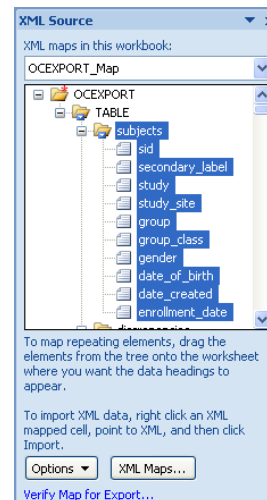 XML Source
XML maps in this workbook:
OCEXPORT_Map
OCEXPORT
TABLE
subjects
sid
secondary_label
study
study_site
group
group_class
gender
date_of_birth
date_created
enrollment_date
To map repeating elements, drag the
elements from the tree onto the worksheet
where you want the data headings to
appear.
To import XML data, right click an XML
mapped cell, point to XML, and then click
Import.
Options
XML Maps...
Verify Map for Export...